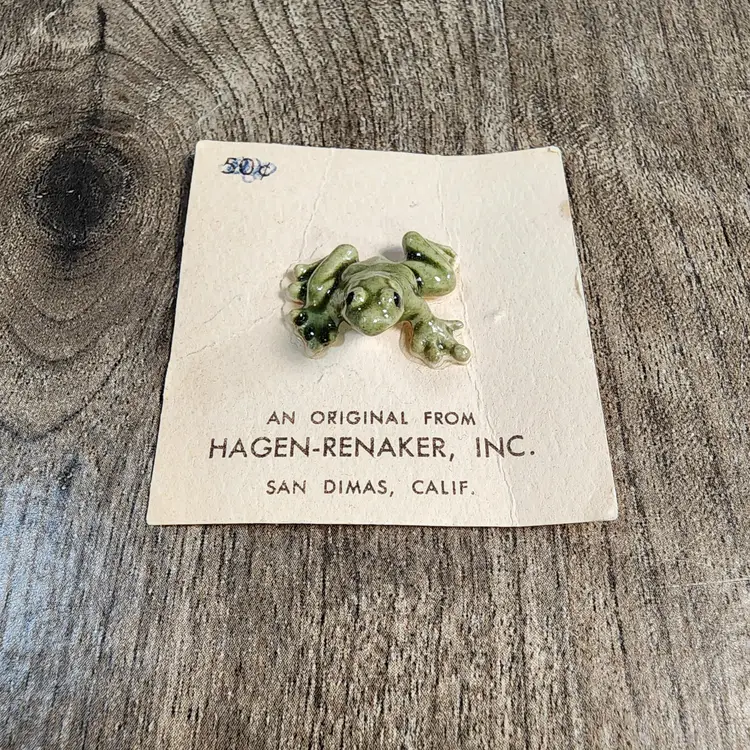 50¢
AN ORIGINAL FROM
HAGEN-RENAKER, INC.
SAN DIMAS, CALIF.